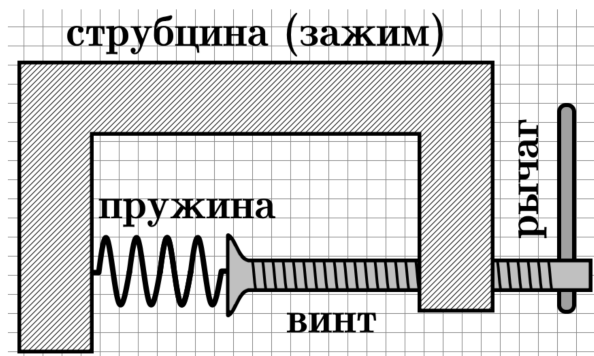 струбцина (зажим)
рычаг
пружина
винт